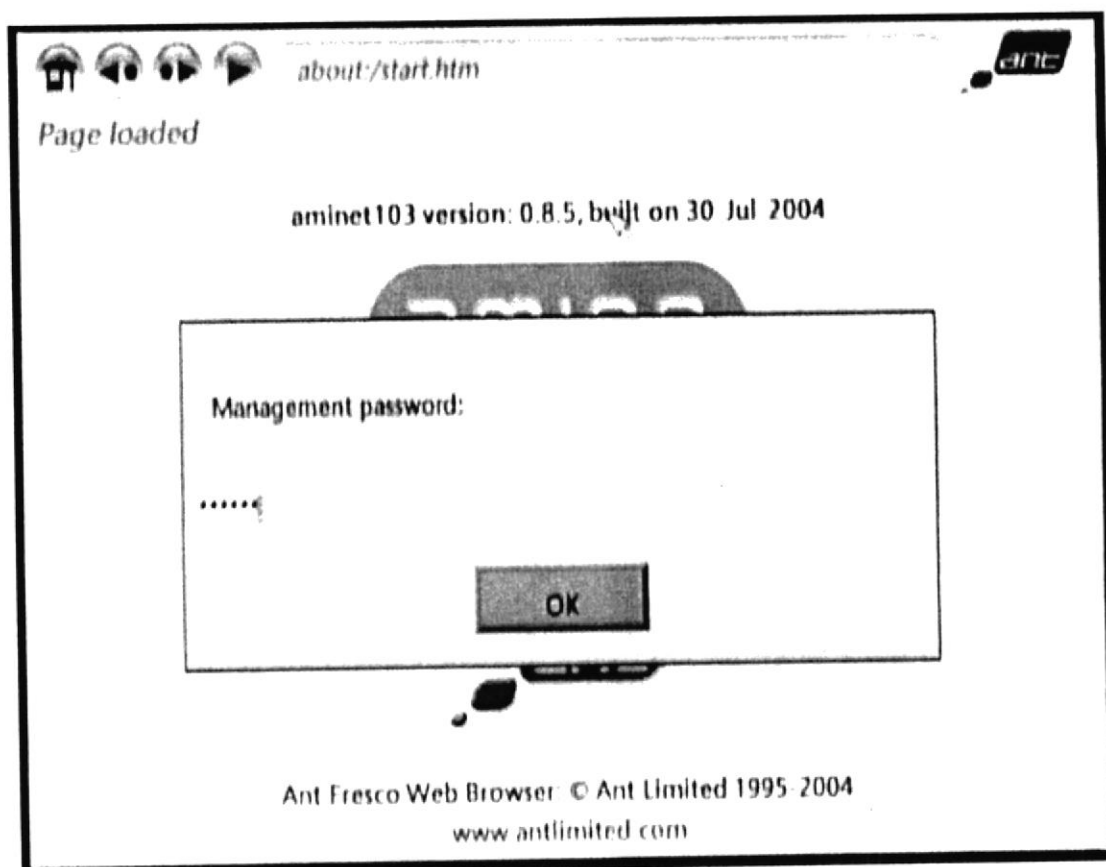 about:/start.htm
ant
Page loaded
aminet103 version: 0.8.5, built on 30 Jul 2004
Management password:
••••••
OK
Ant Fresco Web Browser © Ant Limited 1995-2004
www.antlimited.com